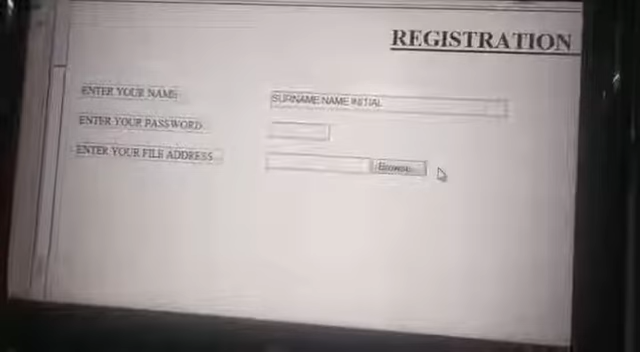 REGISTRATION
ENTER YOUR NAME SURNAME NAME INITIAL
ENTER YOUR PASSWORD
ENTER YOUR FILE ADDRESS Browse...